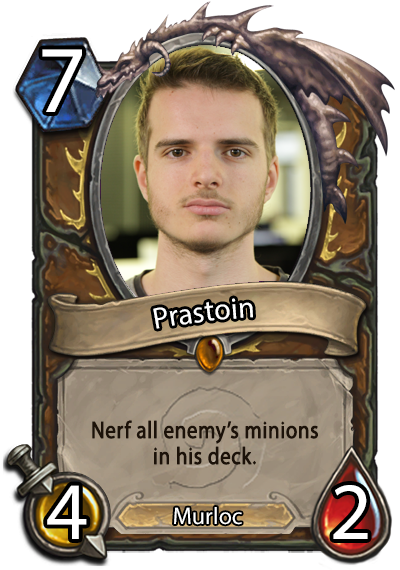 7
Prastoin
Nerf all enemy's minions
in his deck.
4
Murloc
2